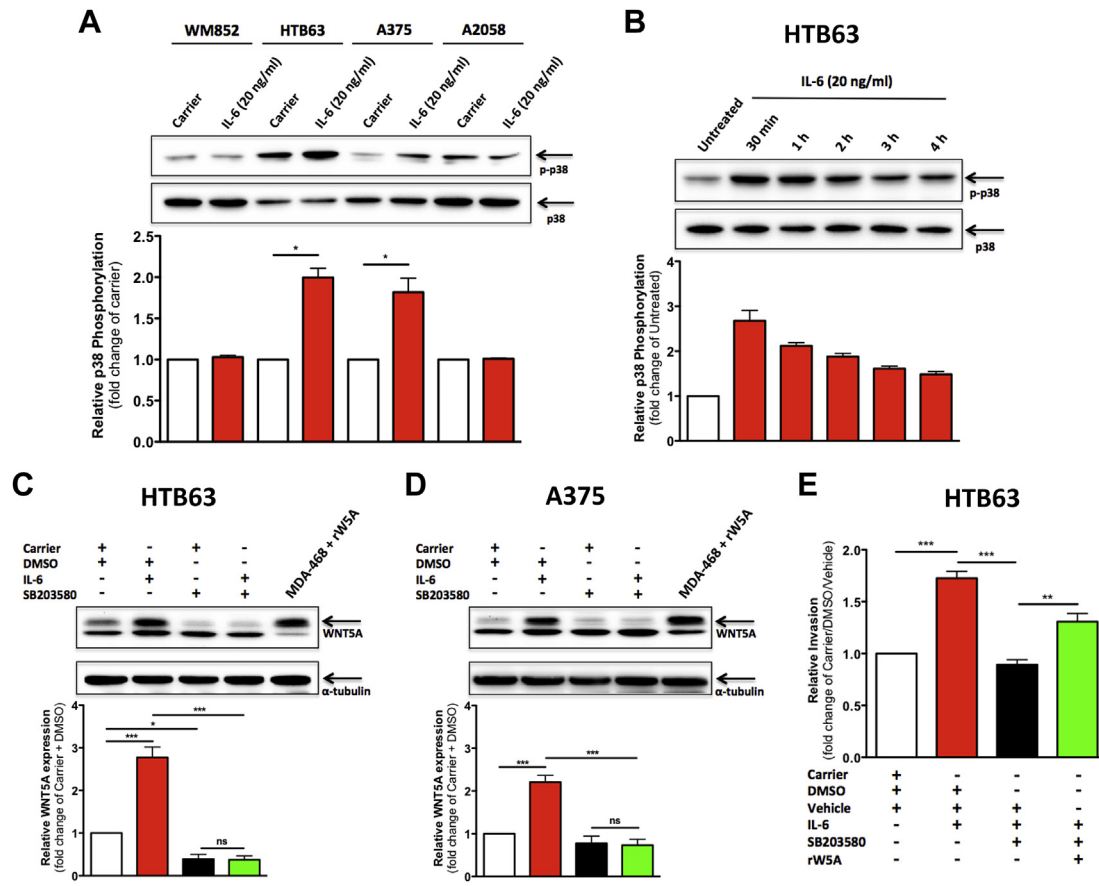 A
WM852 HTB63 A375 A2058
Carrier IL-6 (20 ng/ml) Carrier IL-6 (20 ng/ml) Carrier IL-6 (20 ng/ml) Carrier IL-6 (20 ng/ml)
p-p38
p38
Relative p38 Phosphorylation
(fold change of carrier)
2.5
2.0
1.5
1.0
0.5
0.0
* *
B
HTB63
IL-6 (20 ng/ml)
Untreated 30 min 1 h 2 h 3 h 4 h
p-p38
p38
Relative p38 Phosphorylation
(fold change of Untreated)
4
3
2
1
0
C
HTB63
Carrier + - + -
DMSO + + - -
IL-6 - + - +
SB203580 - - + +
MDA-468 + rW5A
WNT5A
α-tubulin
Relative WNT5A expression
(fold change of Carrier + DMSO)
4
3
2
1
0
***
*
***
ns
D
A375
Carrier + - + -
DMSO + + - -
IL-6 - + - +
SB203580 - - + +
MDA-468 + rW5A
WNT5A
α-tubulin
Relative WNT5A expression
(fold change of Carrier + DMSO)
4
3
2
1
0
***
***
ns
E
HTB63
Relative Invasion
(fold change of Carrier/DMSO/Vehicle)
2.0
1.5
1.0
0.5
0.0
*** ***
**
Carrier + - - -
DMSO + + - -
Vehicle + + + -
IL-6 - + + +
SB203580 - - + +
rW5A - - - +